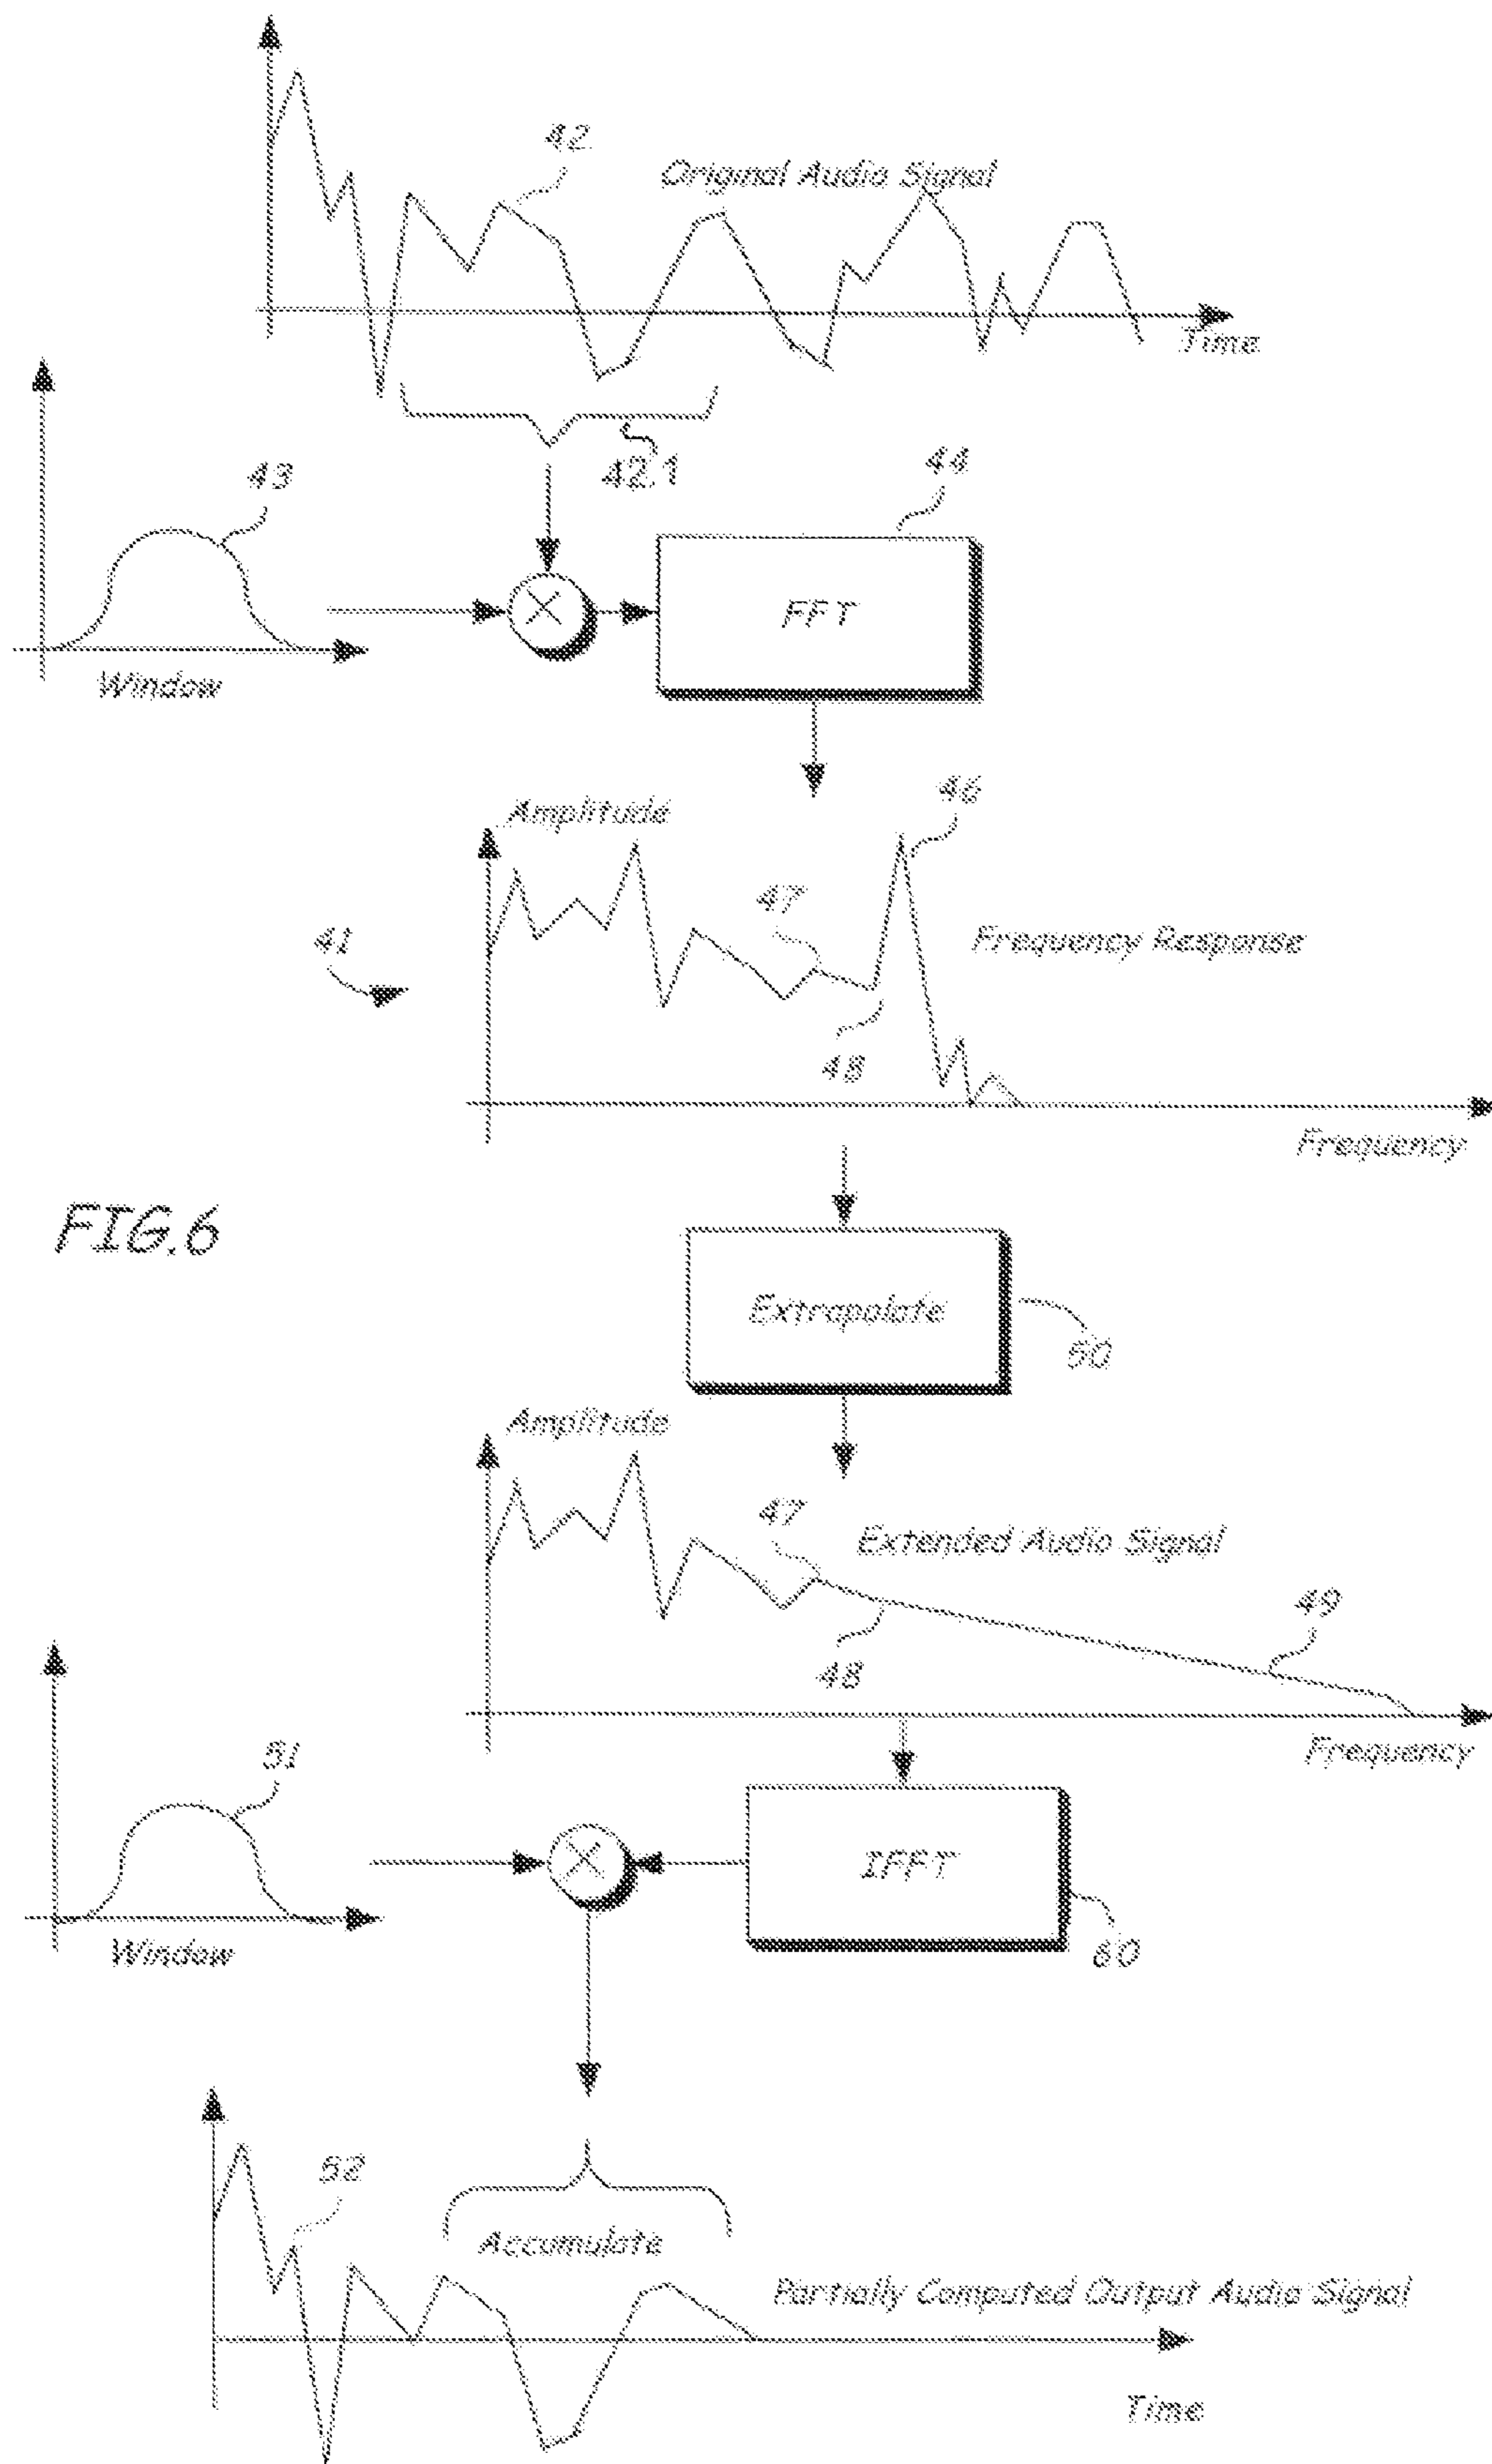 42
Original Audio Signal
Time
42.1
43
44
FFT
Window
Amplitude
46
47
41
Frequency Response
48
Frequency
FIG.6
Extrapolate
50
Amplitude
47
Extended Audio Signal
49
48
Frequency
51
IFFT
Window
60
52
Accumulate
Partially Computed Output Audio Signal
Time